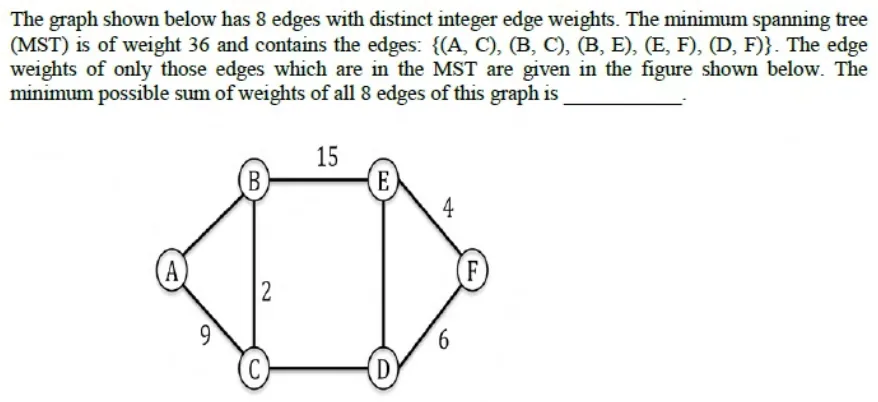 The graph shown below has 8 edges with distinct integer edge weights. The minimum spanning tree
(MST) is of weight 36 and contains the edges: {(A, C), (B, C), (B, E), (E, F), (D, F)}. The edge
weights of only those edges which are in the MST are given in the figure shown below. The
minimum possible sum of weights of all 8 edges of this graph is ____________.
15
B
E
4
A
F
2
9
6
C
D